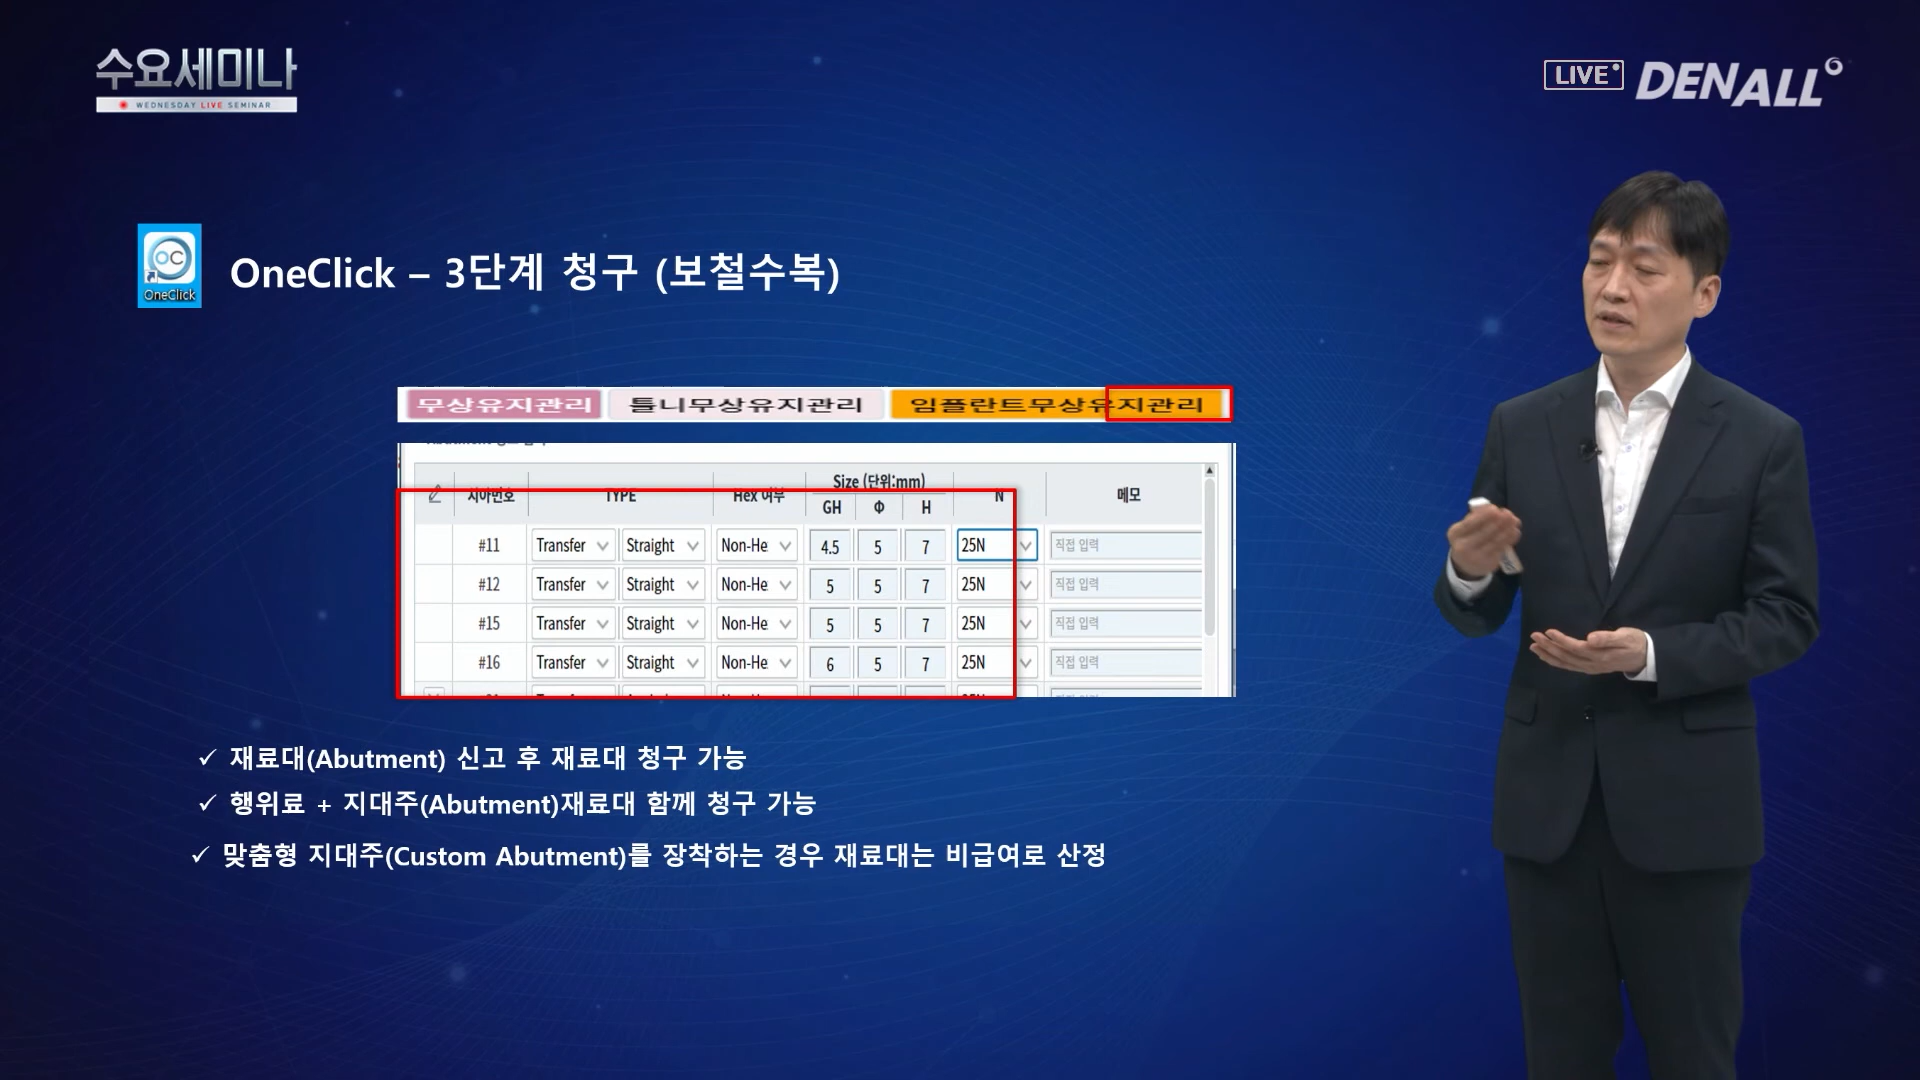 수요세미나
WEDNESDAY LIVE SEMINAR
LIVE DENALL
OneClick
OneClick – 3단계 청구 (보철수복)
무상유지관리 틀니무상유지관리 임플란트무상유지관리
치아번호 TYPE Hex 여부 Size (단위:mm) N 메모
GH Φ H
#11 Transfer Straight Non-He 4.5 5 7 25N 직접 입력
#12 Transfer Straight Non-He 5 5 7 25N 직접 입력
#15 Transfer Straight Non-He 5 5 7 25N 직접 입력
#16 Transfer Straight Non-He 6 5 7 25N 직접 입력
✓ 재료대(Abutment) 신고 후 재료대 청구 가능
✓ 행위료 + 지대주(Abutment)재료대 함께 청구 가능
✓ 맞춤형 지대주(Custom Abutment)를 장착하는 경우 재료대는 비급여로 산정